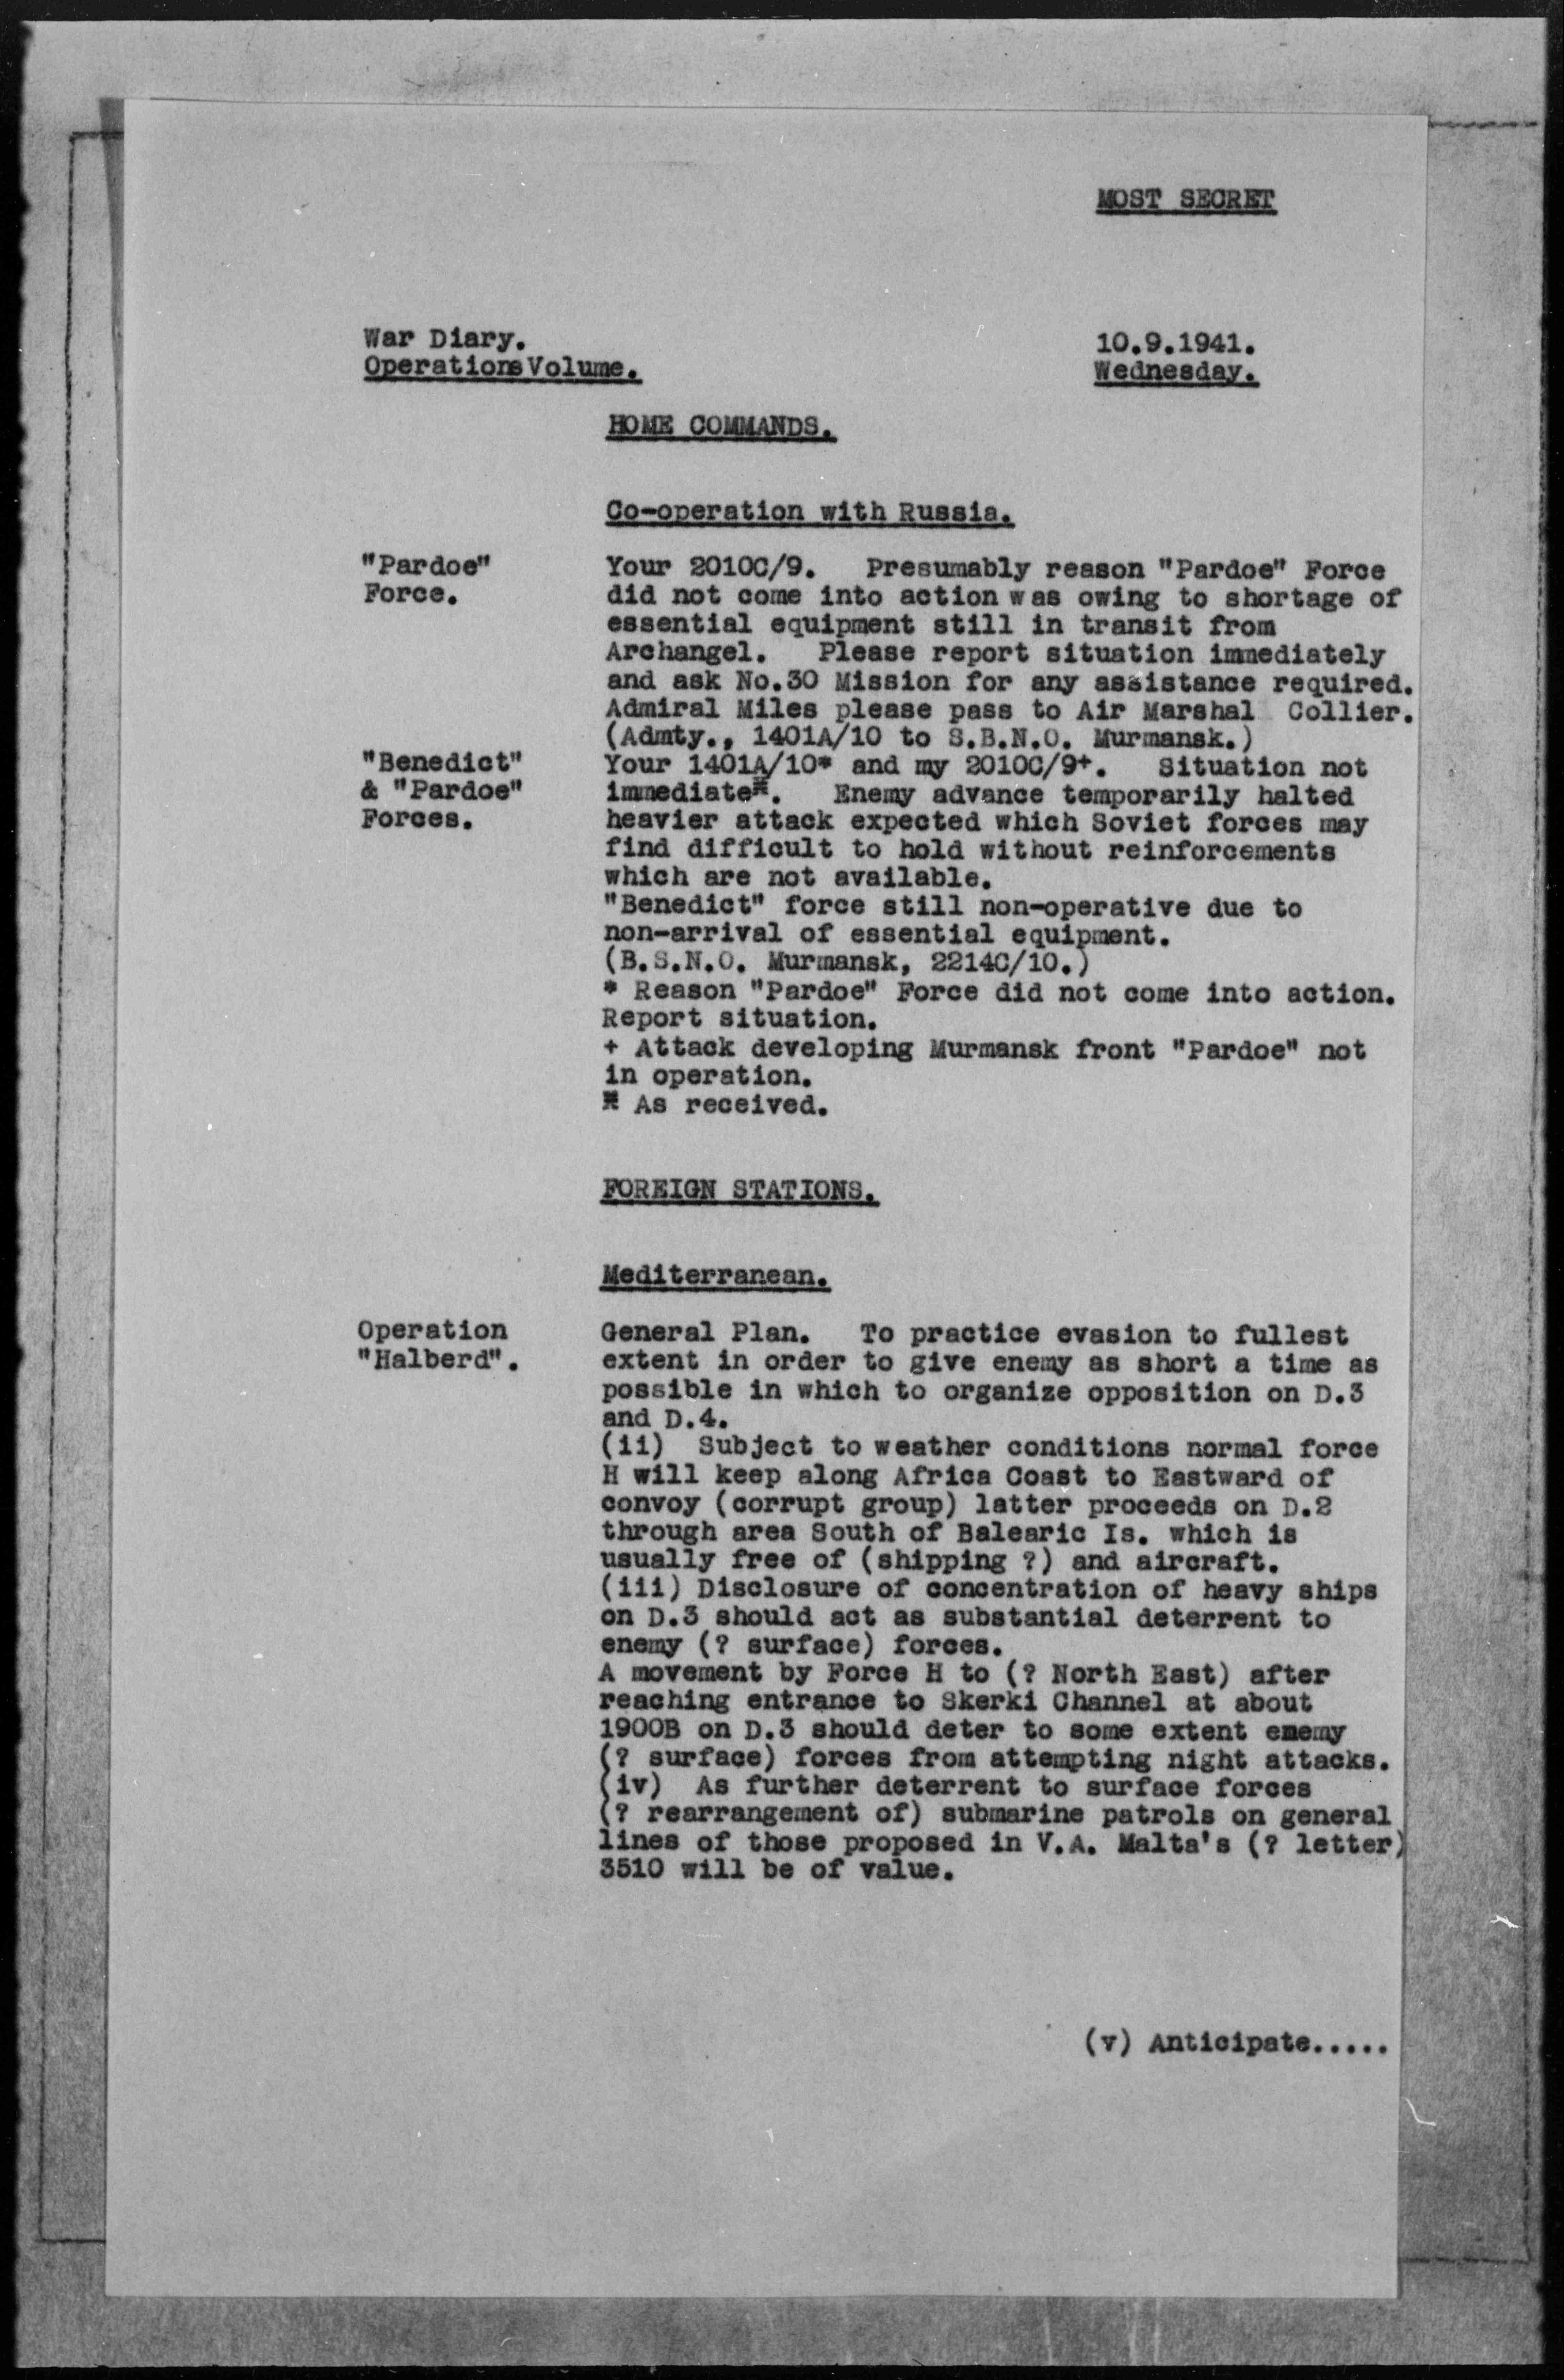 MOST SECRET
War Diary.
Operations Volume.
10.9.1941.
Wednesday.
HOME COMMANDS.
Co-operation with Russia.
"Pardoe"
Force.
Your 2010C/9. Presumably reason "Pardoe" Force
did not come into action was owing to shortage of
essential equipment still in transit from
Archangel. Please report situation immediately
and ask No.30 Mission for any assistance required.
Admiral Miles please pass to Air Marshal Collier.
(Admty., 1401A/10 to S.B.N.O. Murmansk.)
"Benedict"
& "Pardoe"
Forces.
Your 1401A/10* and my 2010C/9+. Situation not
immediate※. Enemy advance temporarily halted
heavier attack expected which Soviet forces may
find difficult to hold without reinforcements
which are not available.
"Benedict" force still non-operative due to
non-arrival of essential equipment.
(B.S.N.O. Murmansk, 2214C/10.)
* Reason "Pardoe" Force did not come into action.
Report situation.
+ Attack developing Murmansk front "Pardoe" not
in operation.
※ As received.
FOREIGN STATIONS.
Mediterranean.
Operation
"Halberd".
General Plan. To practice evasion to fullest
extent in order to give enemy as short a time as
possible in which to organize opposition on D.3
and D.4.
(ii) Subject to weather conditions normal force
H will keep along Africa Coast to Eastward of
convoy (corrupt group) latter proceeds on D.2
through area South of Balearic Is. which is
usually free of (shipping ?) and aircraft.
(iii) Disclosure of concentration of heavy ships
on D.3 should act as substantial deterrent to
enemy (? surface) forces.
A movement by Force H to (? North East) after
reaching entrance to Skerki Channel at about
1900B on D.3 should deter to some extent enemy
(? surface) forces from attempting night attacks.
(iv) As further deterrent to surface forces
(? rearrangement of) submarine patrols on general
lines of those proposed in V.A. Malta's (? letter)
3510 will be of value.
(v) Anticipate.....